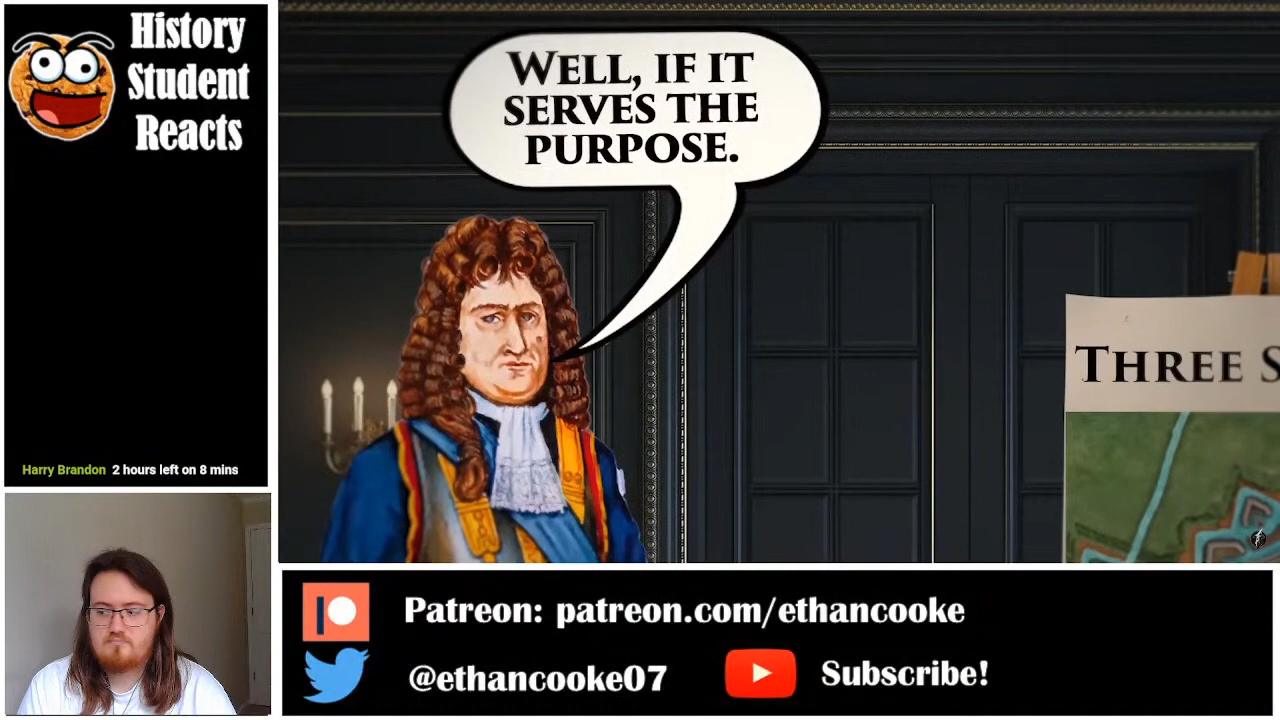 History
Student
Reacts
WELL, IF IT
SERVES THE
PURPOSE.
THREE S
Harry Brandon 2 hours left on 8 mins
Patreon: patreon.com/ethancooke
@ethancooke07
Subscribe!